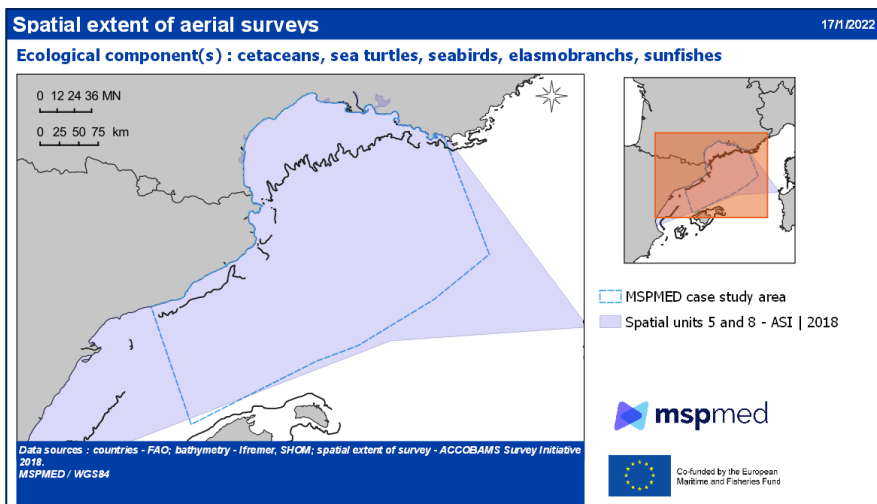 Spatial extent of aerial surveys
17/1/2022
Ecological component(s) : cetaceans, sea turtles, seabirds, elasmobranchs, sunfishes
0 12 24 36 MN
0 25 50 75 km
MSPMED case study area
Spatial units 5 and 8 - ASI | 2018
mspmed
Data sources : countries - FAO; bathymetry - Ifremer, SHOM; spatial extent of survey - ACCOBAMS Survey Initiative
2018.
MSPMED / WGS84
Co-funded by the European
Maritime and Fisheries Fund